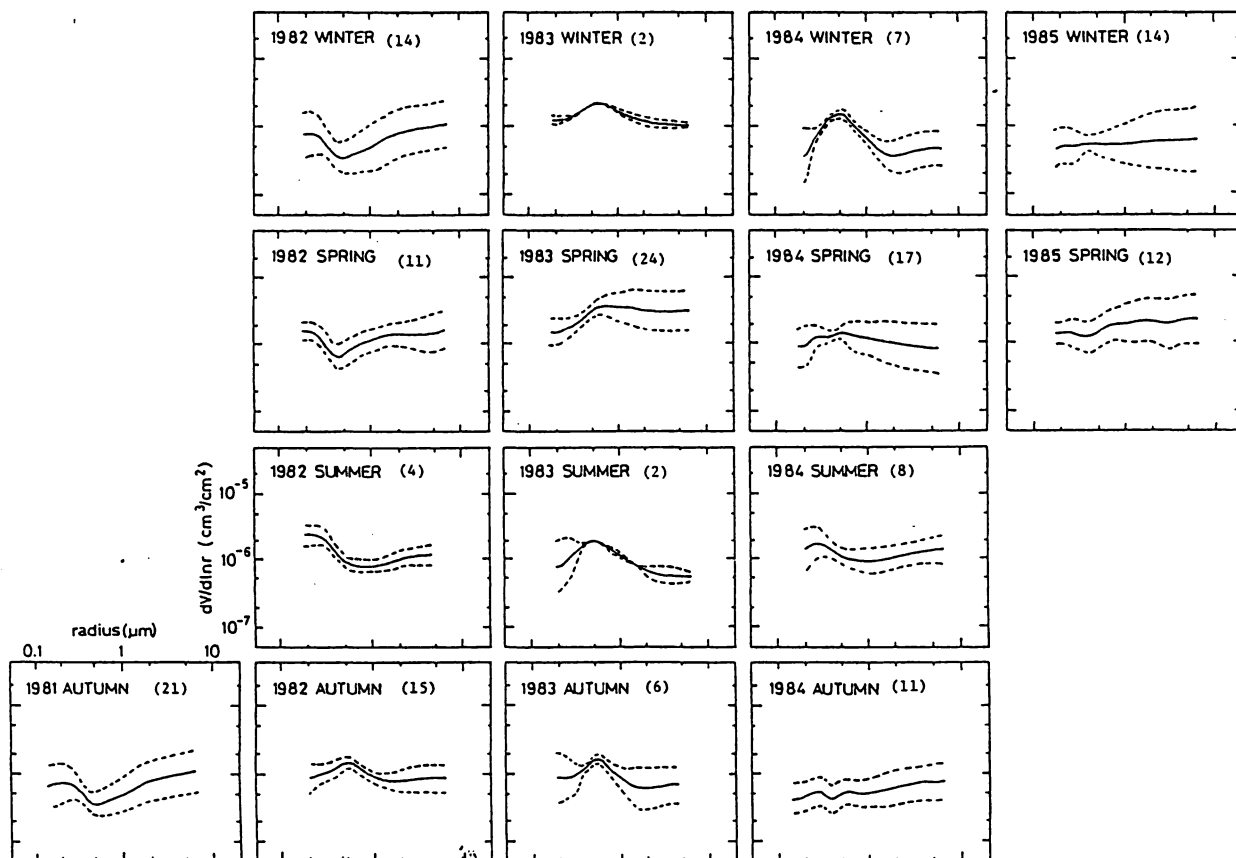 1982 WINTER (14)
1983 WINTER (2)
1984 WINTER (7)
1985 WINTER (14)
1982 SPRING (11)
1983 SPRING (24)
1984 SPRING (17)
1985 SPRING (12)
1982 SUMMER (4)
1983 SUMMER (2)
1984 SUMMER (8)
dV/dlnr (cm³/cm²)
10⁻⁵
10⁻⁶
10⁻⁷
radius (μm)
0.1 1 10
1981 AUTUMN (21)
1982 AUTUMN (15)
1983 AUTUMN (6)
1984 AUTUMN (11)